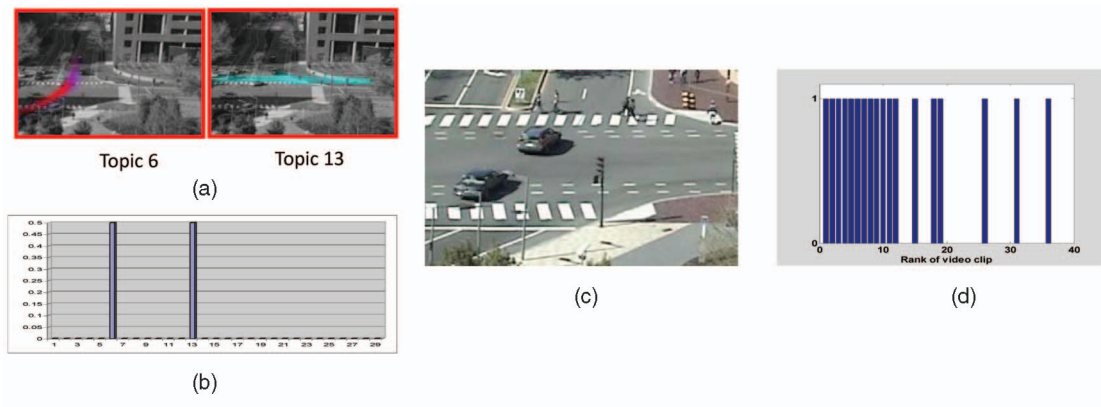 Topic 6 Topic 13
(a)
0.5
0.45
0.4
0.35
0.3
0.25
0.2
0.15
0.1
0.05
0
1 3 5 7 9 11 13 15 17 19 21 23 25 27 29
(b)
(c)
1
0
0 10 20 30 40
Rank of video clip
(d)